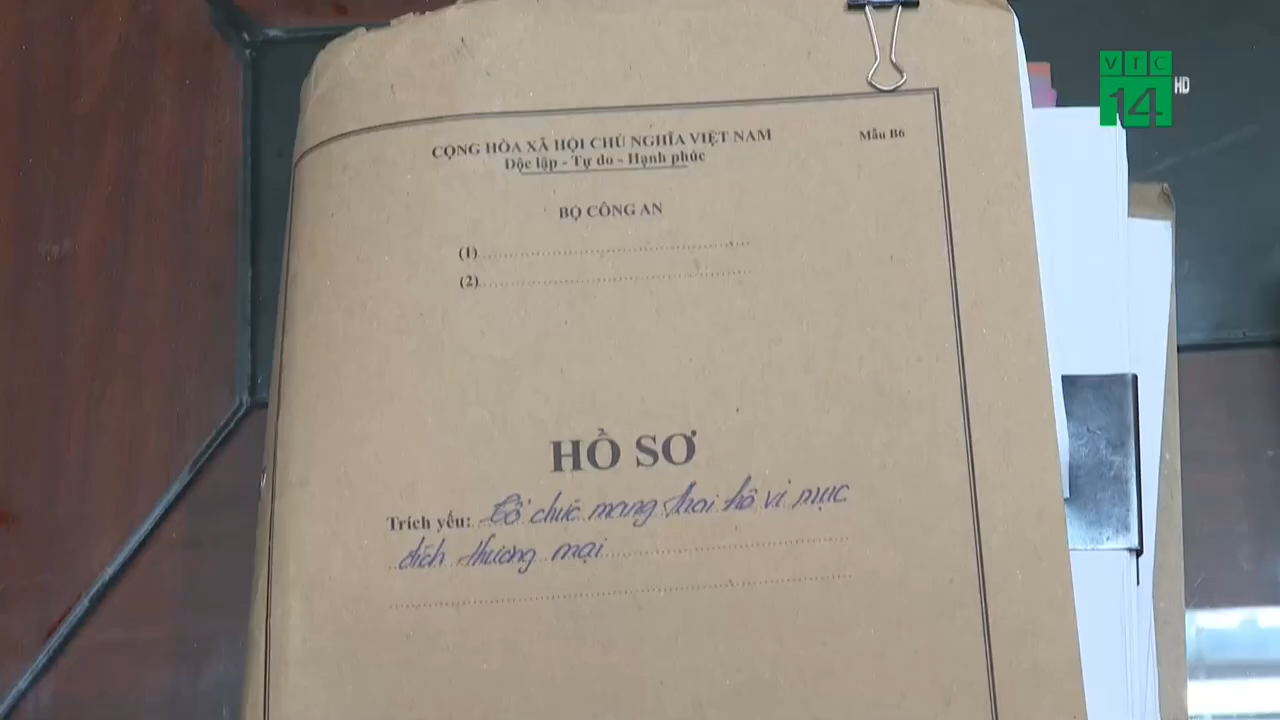 VTC
14
HD
CỘNG HÒA XÃ HỘI CHỦ NGHĨA VIỆT NAM
Mẫu B6
Độc lập - Tự do - Hạnh phúc
BỘ CÔNG AN
(1)
(2)
HỒ SƠ
Trích yếu: Tổ chức mang thai hộ vì mục
đích thương mại